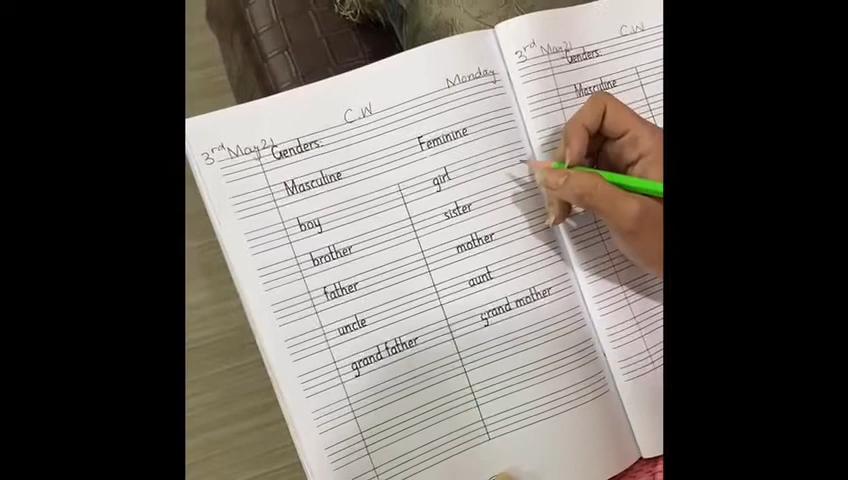 C.W Monday
3rd May 21 Genders:
Masculine Feminine
boy girl
brother sister
father mother
uncle aunt
grand father grand mother
3rd May 21 C.W
Genders:
Masculine